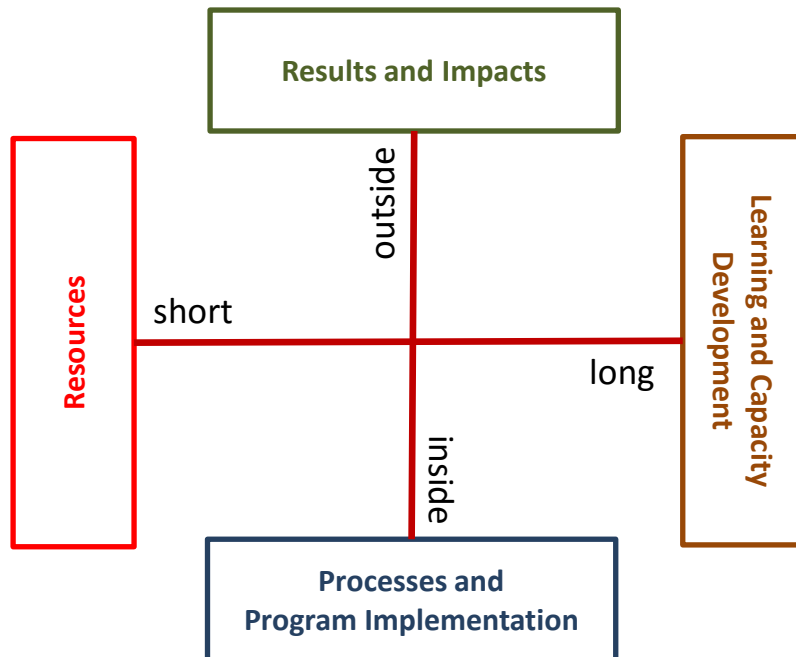 Results and Impacts
outside
Resources
short
long
Learning and Capacity
Development
inside
Processes and
Program Implementation